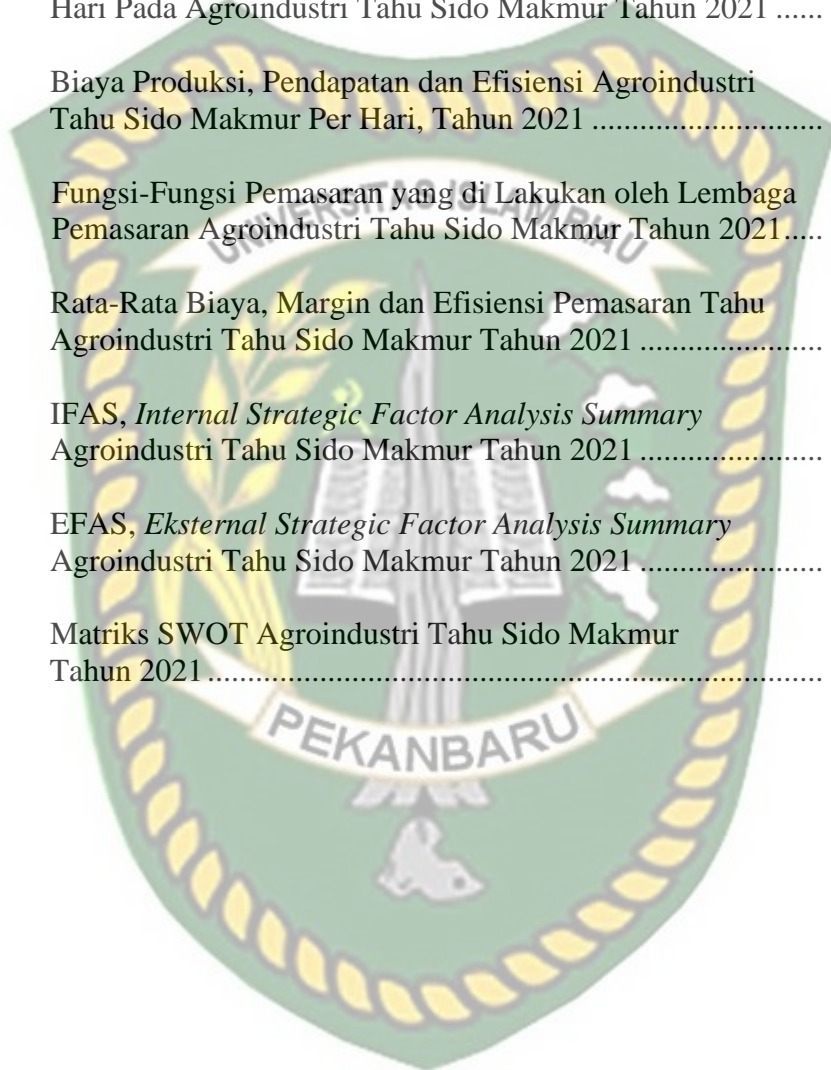 Hari Pada Agroindustri Tahu Sido Makmur Tahun 2021 ......
Biaya Produksi, Pendapatan dan Efisiensi Agroindustri
Tahu Sido Makmur Per Hari, Tahun 2021 ............................
Fungsi-Fungsi Pemasaran yang di Lakukan oleh Lembaga
Pemasaran Agroindustri Tahu Sido Makmur Tahun 2021.....
UNIVERSITAS ISLAM RIAU
Rata-Rata Biaya, Margin dan Efisiensi Pemasaran Tahu
Agroindustri Tahu Sido Makmur Tahun 2021 ......................
IFAS, Internal Strategic Factor Analysis Summary
Agroindustri Tahu Sido Makmur Tahun 2021 ......................
EFAS, Eksternal Strategic Factor Analysis Summary
Agroindustri Tahu Sido Makmur Tahun 2021 ......................
Matriks SWOT Agroindustri Tahu Sido Makmur
Tahun 2021 ..........................................................................
PEKANBARU